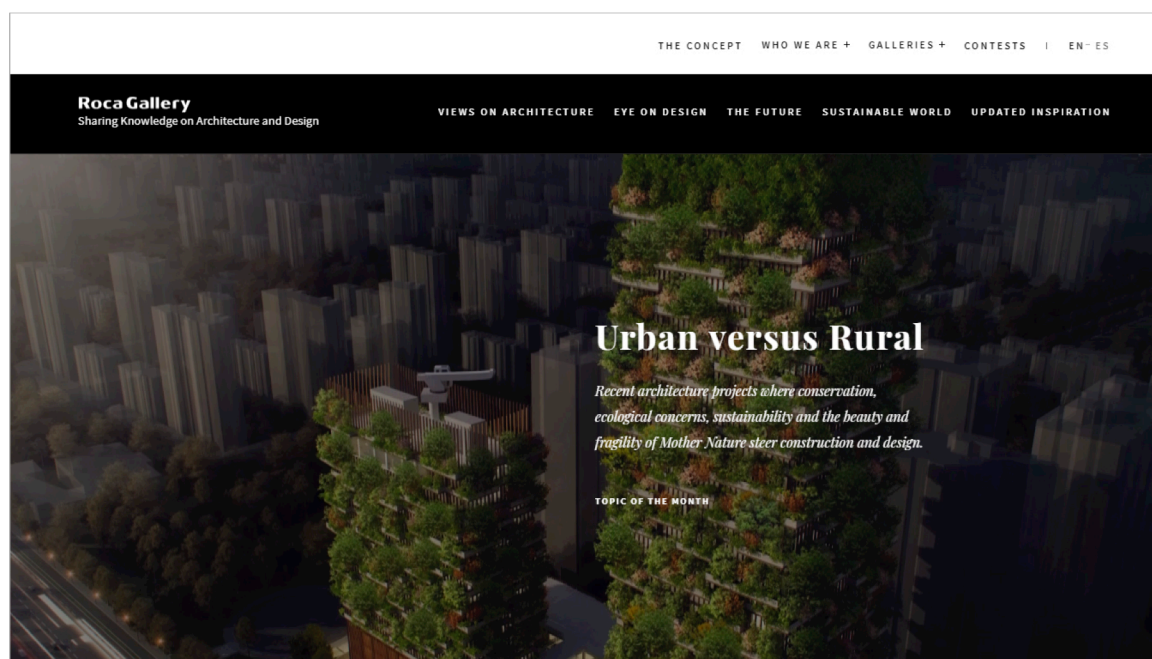 THE CONCEPT WHO WE ARE + GALLERIES + CONTESTS | EN - ES
Roca Gallery
Sharing Knowledge on Architecture and Design
VIEWS ON ARCHITECTURE EYE ON DESIGN THE FUTURE SUSTAINABLE WORLD UPDATED INSPIRATION
Urban versus Rural
Recent architecture projects where conservation,
ecological concerns, sustainability and the beauty and
fragility of Mother Nature steer construction and design.
TOPIC OF THE MONTH